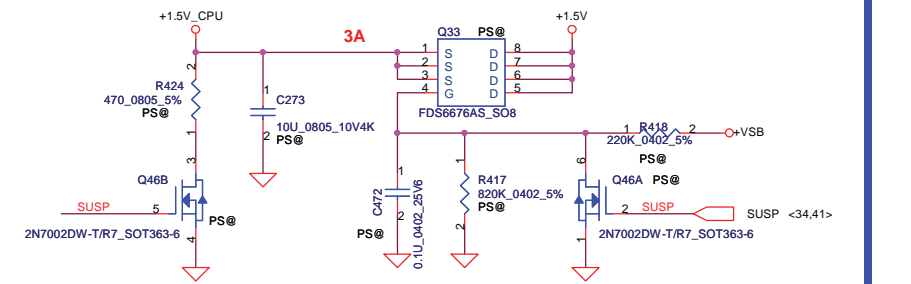 +1.5V_CPU
+1.5V
3A
Q33 PS@
1 S D 8
2 S D 7
3 S D 6
4 G D 5
FDS6676AS_SO8
2
R424
470_0805_5%
PS@
1
1
C273
10U_0805_10V4K
2 PS@
1 R418 2 +VSB
220K_0402_5%
PS@
3
Q46B
SUSP 5
PS@
2N7002DW-T/R7_SOT363-6
4
1
C472
2
0.1U_0402_25V6
PS@
1
R417
820K_0402_5%
PS@
2
6
Q46A PS@
2 SUSP
SUSP <34,41>
2N7002DW-T/R7_SOT363-6
1